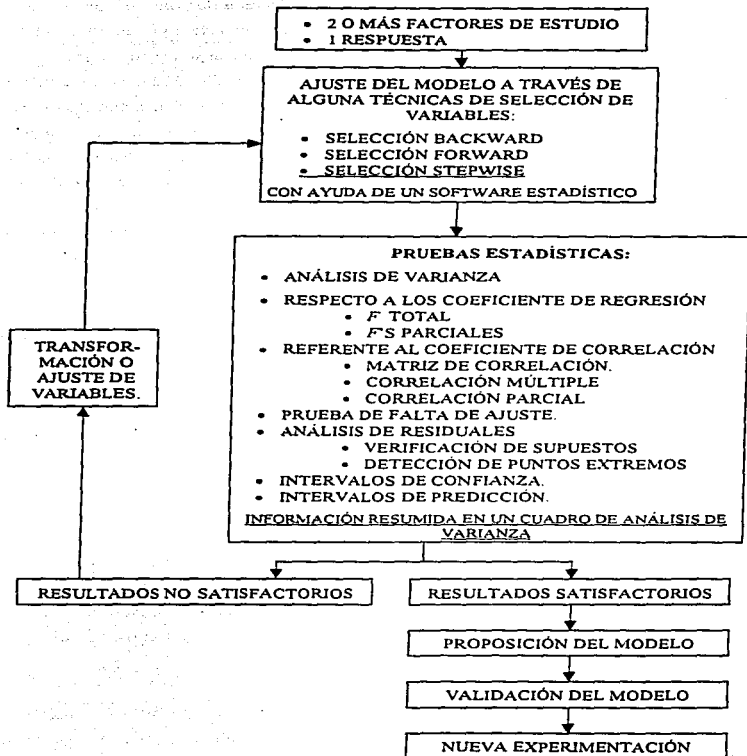 • 2 O MÁS FACTORES DE ESTUDIO
• 1 RESPUESTA
AJUSTE DEL MODELO A TRAVÉS DE
ALGUNA TÉCNICAS DE SELECCIÓN DE
VARIABLES:
• SELECCIÓN BACKWARD
• SELECCIÓN FORWARD
• SELECCIÓN STEPWISE
CON AYUDA DE UN SOFTWARE ESTADÍSTICO
PRUEBAS ESTADÍSTICAS:
• ANÁLISIS DE VARIANZA
• RESPECTO A LOS COEFICIENTE DE REGRESIÓN
• F TOTAL
• F'S PARCIALES
• REFERENTE AL COEFICIENTE DE CORRELACIÓN
• MATRIZ DE CORRELACIÓN.
• CORRELACIÓN MÚLTIPLE
• CORRELACIÓN PARCIAL
• PRUEBA DE FALTA DE AJUSTE.
• ANÁLISIS DE RESIDUALES
• VERIFICACIÓN DE SUPUESTOS
• DETECCIÓN DE PUNTOS EXTREMOS
• INTERVALOS DE CONFIANZA.
• INTERVALOS DE PREDICCIÓN.
INFORMACIÓN RESUMIDA EN UN CUADRO DE ANÁLISIS DE
VARIANZA
TRANSFOR-
MACIÓN O
AJUSTE DE
VARIABLES.
RESULTADOS NO SATISFACTORIOS
RESULTADOS SATISFACTORIOS
PROPOSICIÓN DEL MODELO
VALIDACIÓN DEL MODELO
NUEVA EXPERIMENTACIÓN